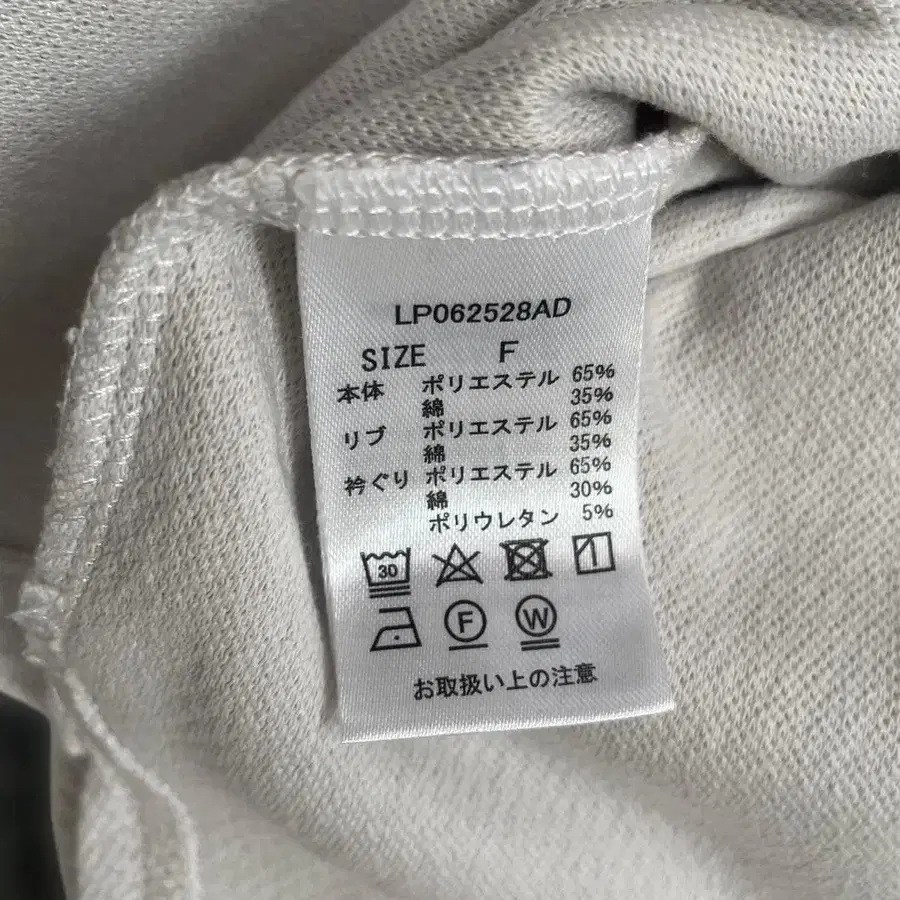 LP062528AD
SIZE F
本体 ポリエステル 65%
綿 35%
リブ ポリエステル 65%
綿 35%
衿ぐり ポリエステル 65%
綿 30%
ポリウレタン 5%
30
F W
お取扱い上の注意